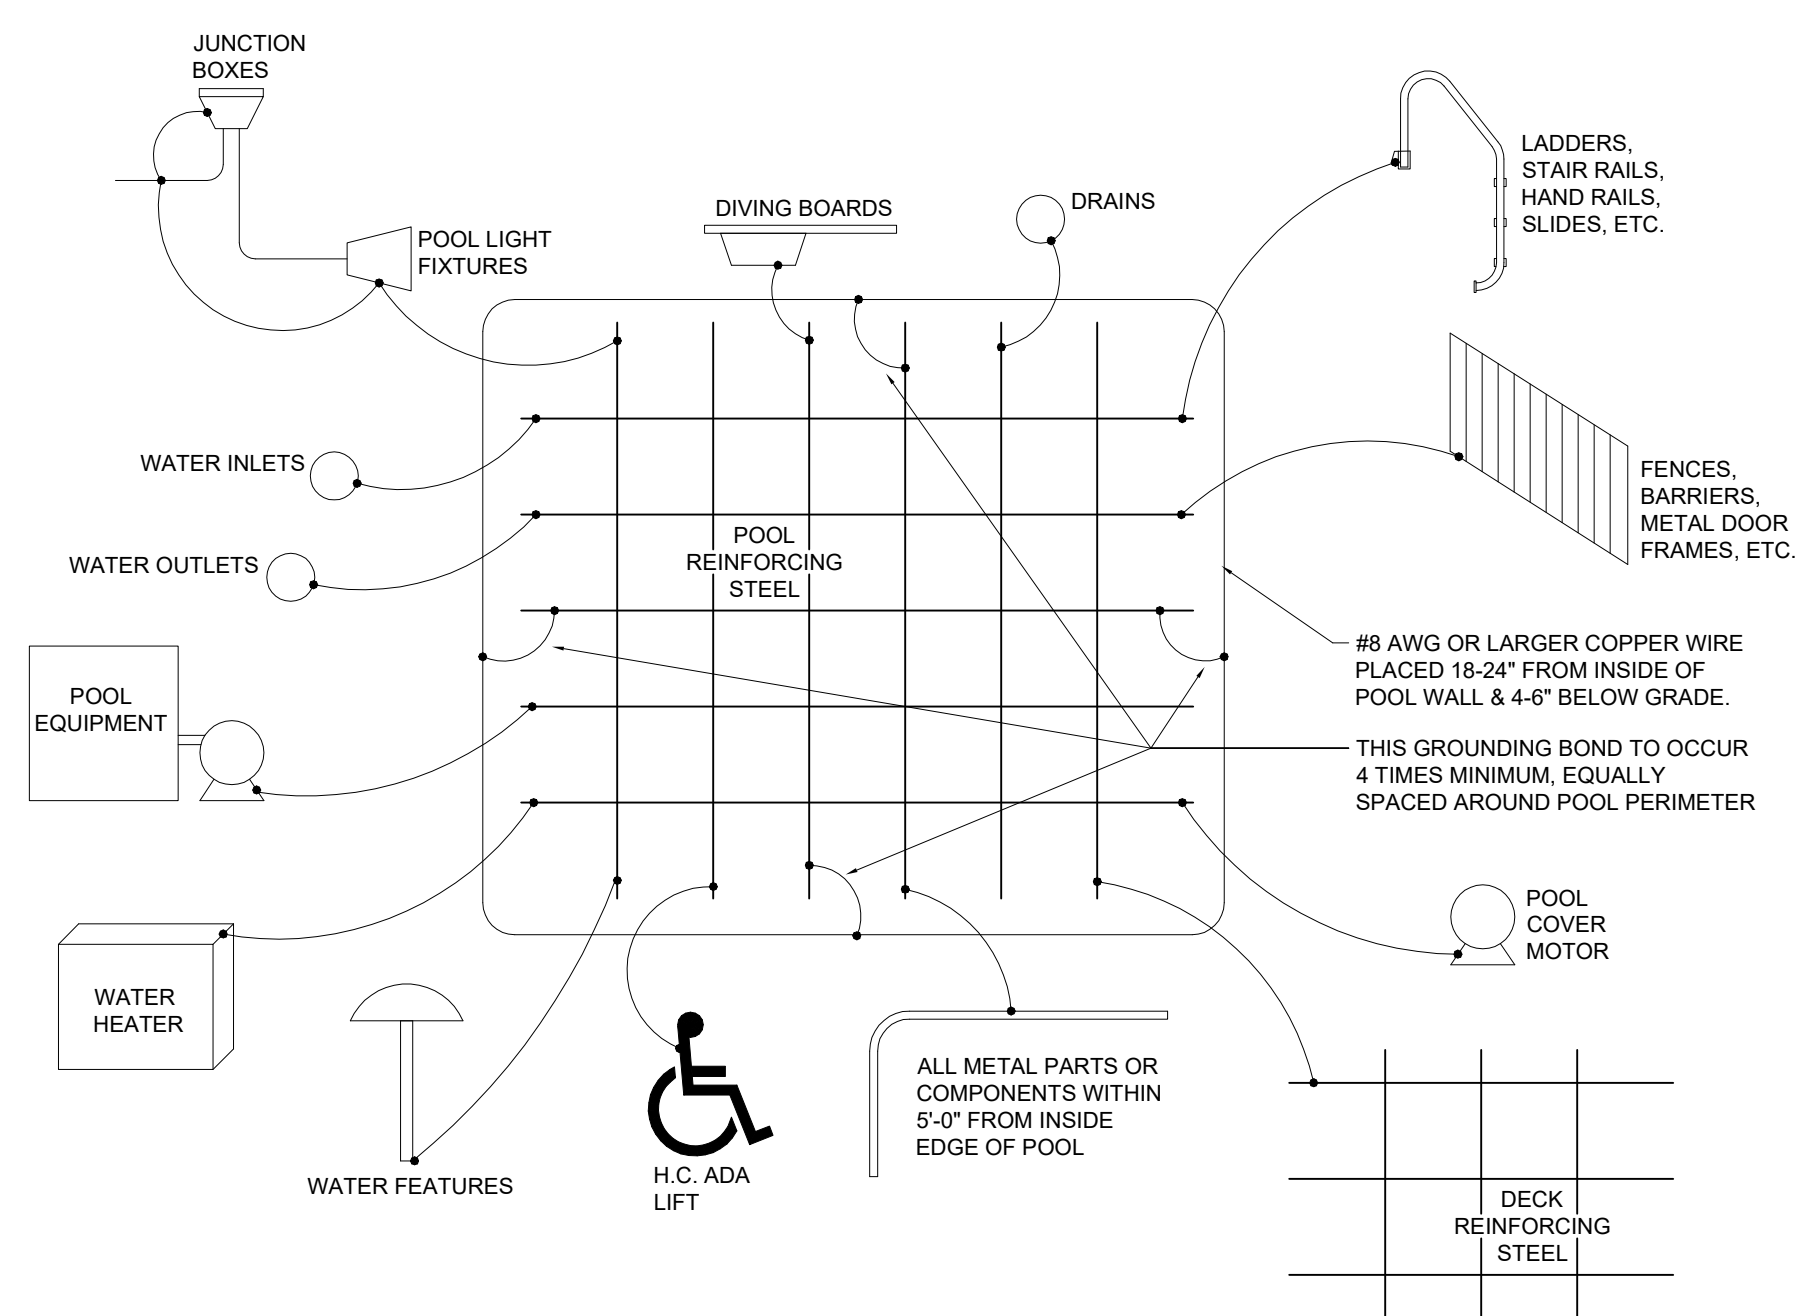 JUNCTION
BOXES
POOL LIGHT
FIXTURES
DIVING BOARDS
DRAINS
LADDERS,
STAIR RAILS,
HAND RAILS,
SLIDES, ETC.
WATER INLETS
WATER OUTLETS
POOL
REINFORCING
STEEL
FENCES,
BARRIERS,
METAL DOOR
FRAMES, ETC.
#8 AWG OR LARGER COPPER WIRE
PLACED 18-24" FROM INSIDE OF
POOL WALL & 4-6" BELOW GRADE.
POOL
EQUIPMENT
THIS GROUNDING BOND TO OCCUR
4 TIMES MINIMUM, EQUALLY
SPACED AROUND POOL PERIMETER
POOL
COVER
MOTOR
WATER
HEATER
WATER FEATURES
H.C. ADA
LIFT
ALL METAL PARTS OR
COMPONENTS WITHIN
5'-0" FROM INSIDE
EDGE OF POOL
DECK
REINFORCING
STEEL